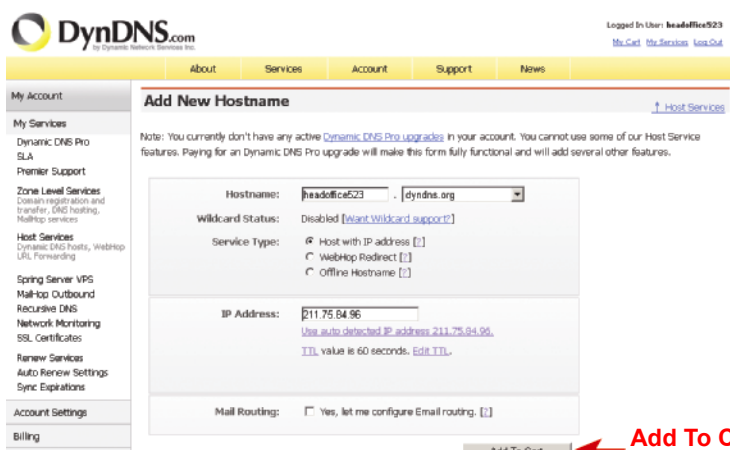 DynDNS.com
by Dynamic Network Services Inc.
Logged In User: headoffice523
My Cart My Services Log Out
About Services Account Support News
My Account
My Services
Dynamic DNS Pro
SLA
Premier Support
Zone Level Services
Domain registration and
transfer, DNS hosting,
MailHop services
Host Services
Dynamic DNS hosts, WebHop
URL Forwarding
Spring Server VPS
MailHop Outbound
Recursive DNS
Network Monitoring
SSL Certificates
Renew Services
Auto Renew Settings
Sync Expirations
Account Settings
Billing
Add New Hostname
↑ Host Services
Note: You currently don't have any active Dynamic DNS Pro upgrades in your account. You cannot use some of our Host Service
features. Paying for an Dynamic DNS Pro upgrade will make this form fully functional and will add several other features.
Hostname: headoffice523 . dyndns.org
Wildcard Status: Disabled [Want Wildcard support?]
Service Type: Host with IP address [?]
WebHop Redirect [?]
Offline Hostname [?]
IP Address: 211.75.84.96
Use auto detected IP address 211.75.84.96.
TTL value is 60 seconds. Edit TTL.
Mail Routing: Yes, let me configure Email routing. [?]
Add To Cart
Add To C